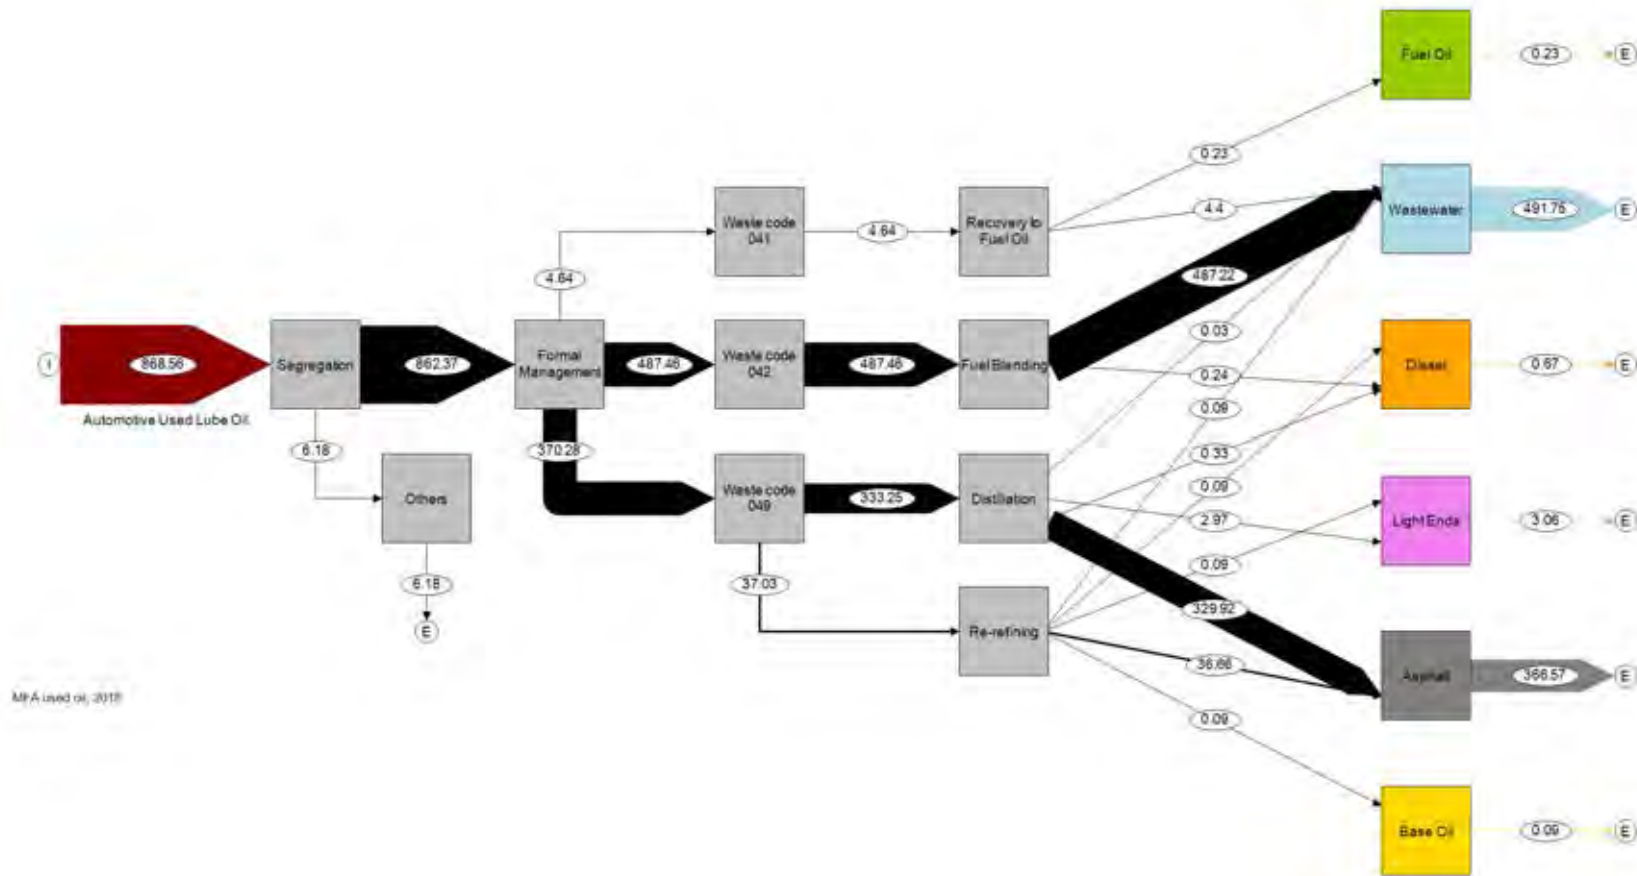 Fuel Oil
0.23
E
0.23
Waste code
041
4.64
Recovery to
Fuel Oil
4.4
Wastewater
491.75
E
4.64
487.22
I
868.56
Automotive Used Lube Oil
Segregation
862.37
Formal
Management
487.46
Waste code
042
487.46
Fuel Blending
0.03
0.24
Diesel
0.67
E
0.09
6.18
Others
370.28
Waste code
049
333.25
Distillation
0.33
0.09
2.97
Light Ends
3.06
E
6.18
E
37.03
Re-refining
0.09
329.92
36.66
Asphalt
366.57
E
0.09
Base Oil
0.09
E
MFA used oil,